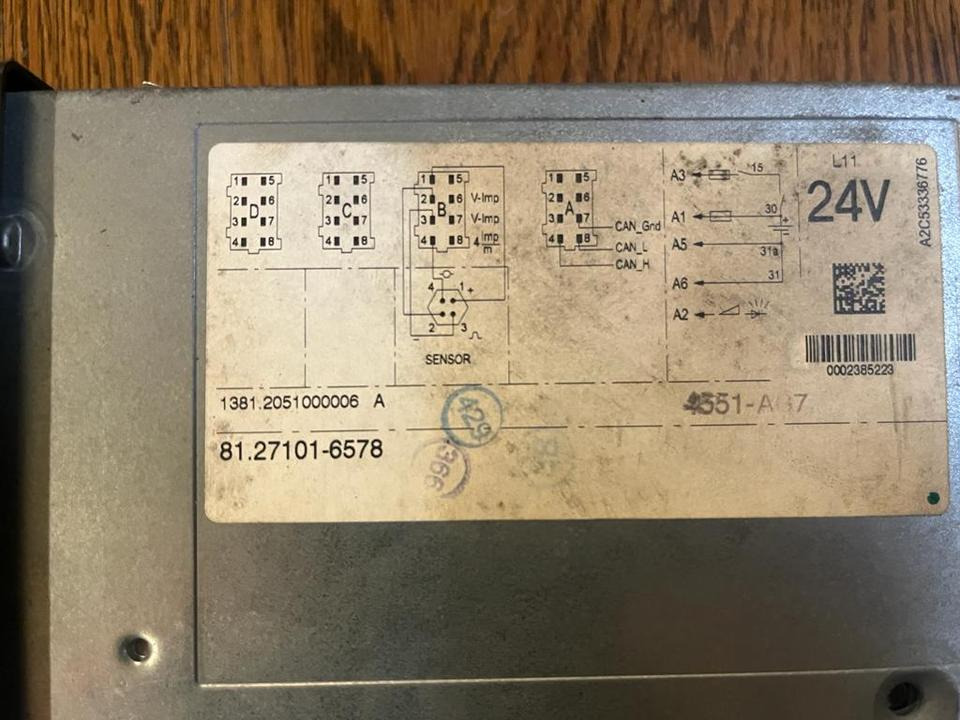 1 5
2 D 6
3 7
4 8
1 5
2 C 6
3 7
4 8
1 5
2 B 6 V-Imp
3 7 V-Imp
4 8 4 Imp
m
4 1 +
2 3
-
SENSOR
1 5
2 A 6
3 7 CAN_Gnd
4 8 CAN_L
CAN_H
A3 15
A1 30
+
A5 31a
A6 31
A2
L11
24V
A2C53336776
0002385223
1381.2051000006 A
81.27101-6578
429
366